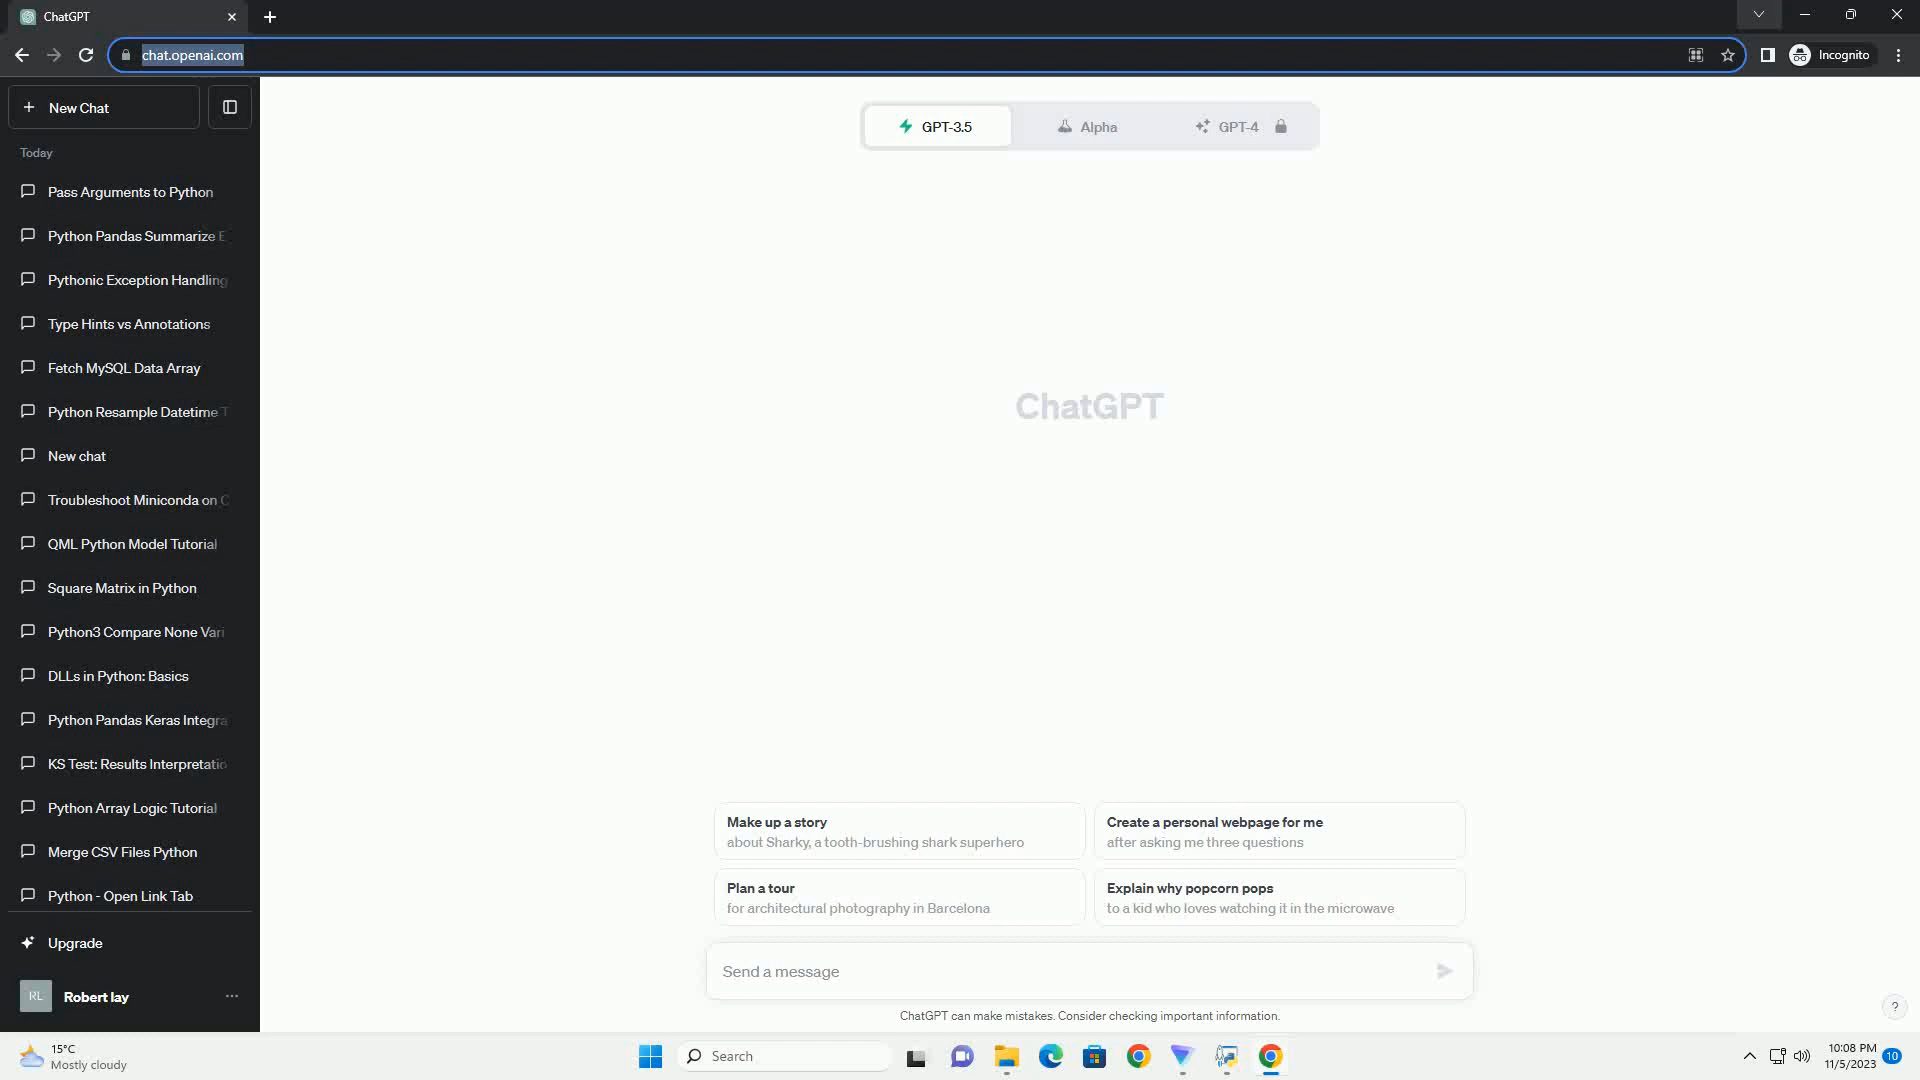 ChatGPT
chat.openai.com
Incognito
New Chat
Today
Pass Arguments to Python
Python Pandas Summarize E
Pythonic Exception Handling
Type Hints vs Annotations
Fetch MySQL Data Array
Python Resample Datetime T
New chat
Troubleshoot Miniconda on C
QML Python Model Tutorial
Square Matrix in Python
Python3 Compare None Vari
DLLs in Python: Basics
Python Pandas Keras Integra
KS Test: Results Interpretatio
Python Array Logic Tutorial
Merge CSV Files Python
Python - Open Link Tab
Upgrade
RL
Robert lay
GPT-3.5
Alpha
GPT-4
ChatGPT
Make up a story
about Sharky, a tooth-brushing shark superhero
Create a personal webpage for me
after asking me three questions
Plan a tour
for architectural photography in Barcelona
Explain why popcorn pops
to a kid who loves watching it in the microwave
Send a message
ChatGPT can make mistakes. Consider checking important information.
?
15°C
Mostly cloudy
Search
10:08 PM
11/5/2023
10